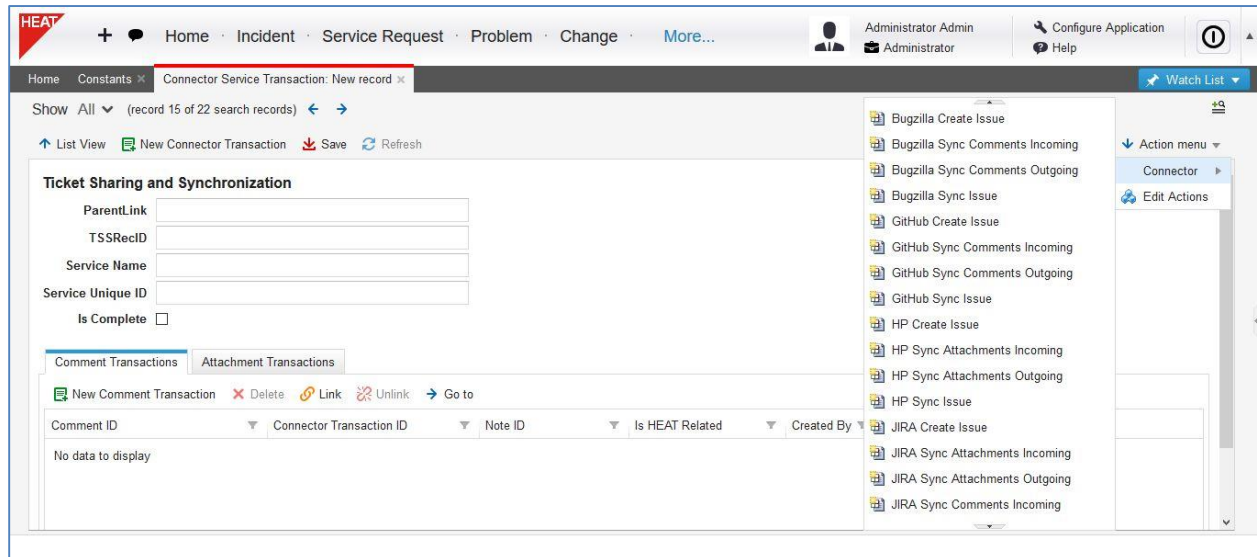 HEAT
Home · Incident · Service Request · Problem · Change · More...
Administrator Admin
Administrator
Configure Application
Help
Home Constants Connector Service Transaction: New record
Watch List
Show All (record 15 of 22 search records)
List View New Connector Transaction Save Refresh
Action menu
Connector
Edit Actions
Ticket Sharing and Synchronization
ParentLink
TSSRecID
Service Name
Service Unique ID
Is Complete
Comment Transactions Attachment Transactions
New Comment Transaction Delete Link Unlink Go to
Comment ID Connector Transaction ID Note ID Is HEAT Related Created By
No data to display
Bugzilla Create Issue
Bugzilla Sync Comments Incoming
Bugzilla Sync Comments Outgoing
Bugzilla Sync Issue
GitHub Create Issue
GitHub Sync Comments Incoming
GitHub Sync Comments Outgoing
GitHub Sync Issue
HP Create Issue
HP Sync Attachments Incoming
HP Sync Attachments Outgoing
HP Sync Issue
JIRA Create Issue
JIRA Sync Attachments Incoming
JIRA Sync Attachments Outgoing
JIRA Sync Comments Incoming